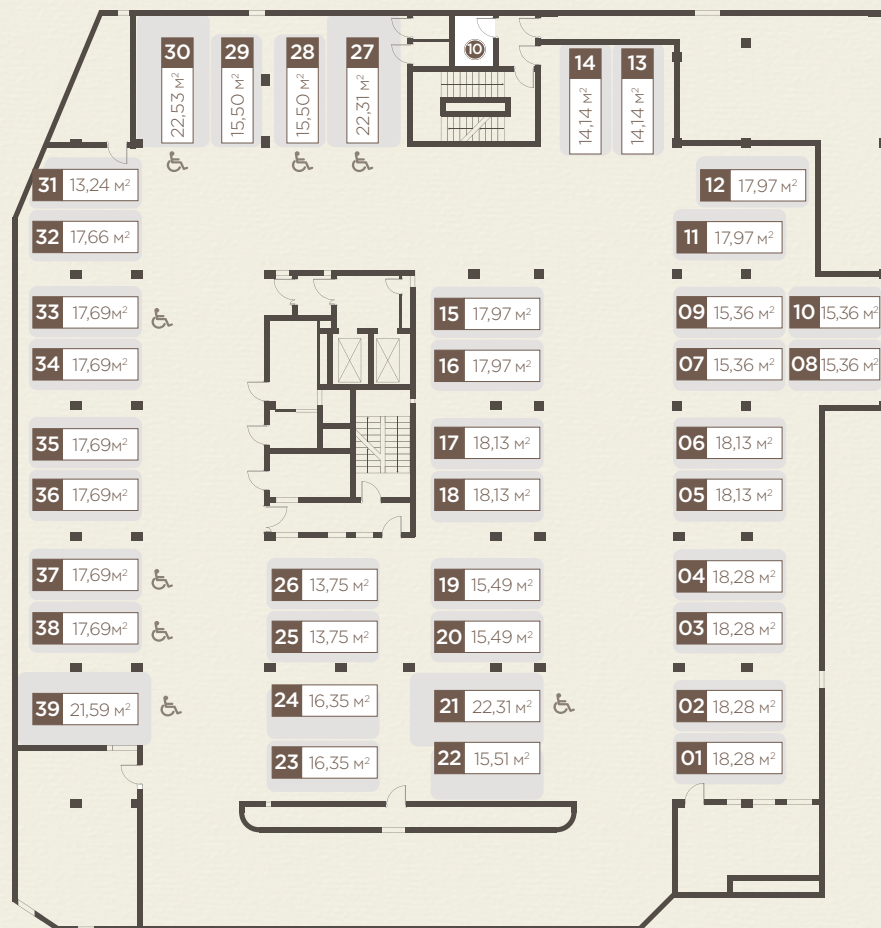 30 22,53 м²
29 15,50 м²
28 15,50 м²
27 22,31 м²
10
14 14,14 м²
13 14,14 м²
31 13,24 м²
12 17,97 м²
32 17,66 м²
11 17,97 м²
33 17,69м²
15 17,97 м²
09 15,36 м²
10 15,36 м²
34 17,69м²
16 17,97 м²
07 15,36 м²
08 15,36 м²
35 17,69м²
17 18,13 м²
06 18,13 м²
36 17,69м²
18 18,13 м²
05 18,13 м²
37 17,69м²
26 13,75 м²
19 15,49 м²
04 18,28 м²
38 17,69м²
25 13,75 м²
20 15,49 м²
03 18,28 м²
39 21,59 м²
24 16,35 м²
21 22,31 м²
02 18,28 м²
23 16,35 м²
22 15,51 м²
01 18,28 м²